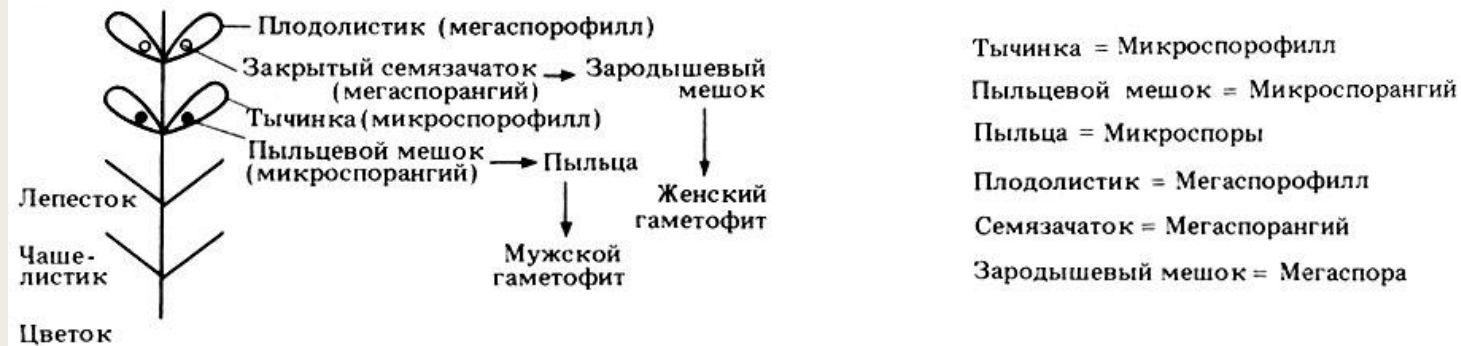 Плодолистик (мегаспорофилл)
Закрытый семязачаток
(мегаспорангий)
Зародышевый
мешок
Тычинка (микроспорофилл)
Пыльцевой мешок
(микроспорангий)
Пыльца
Лепесток
Женский
гаметофит
Чаше-
листик
Мужской
гаметофит
Цветок
Тычинка = Микроспорофилл
Пыльцевой мешок = Микроспорангий
Пыльца = Микроспоры
Плодолистик = Мегаспорофилл
Семязачаток = Мегаспорангий
Зародышевый мешок = Мегаспора